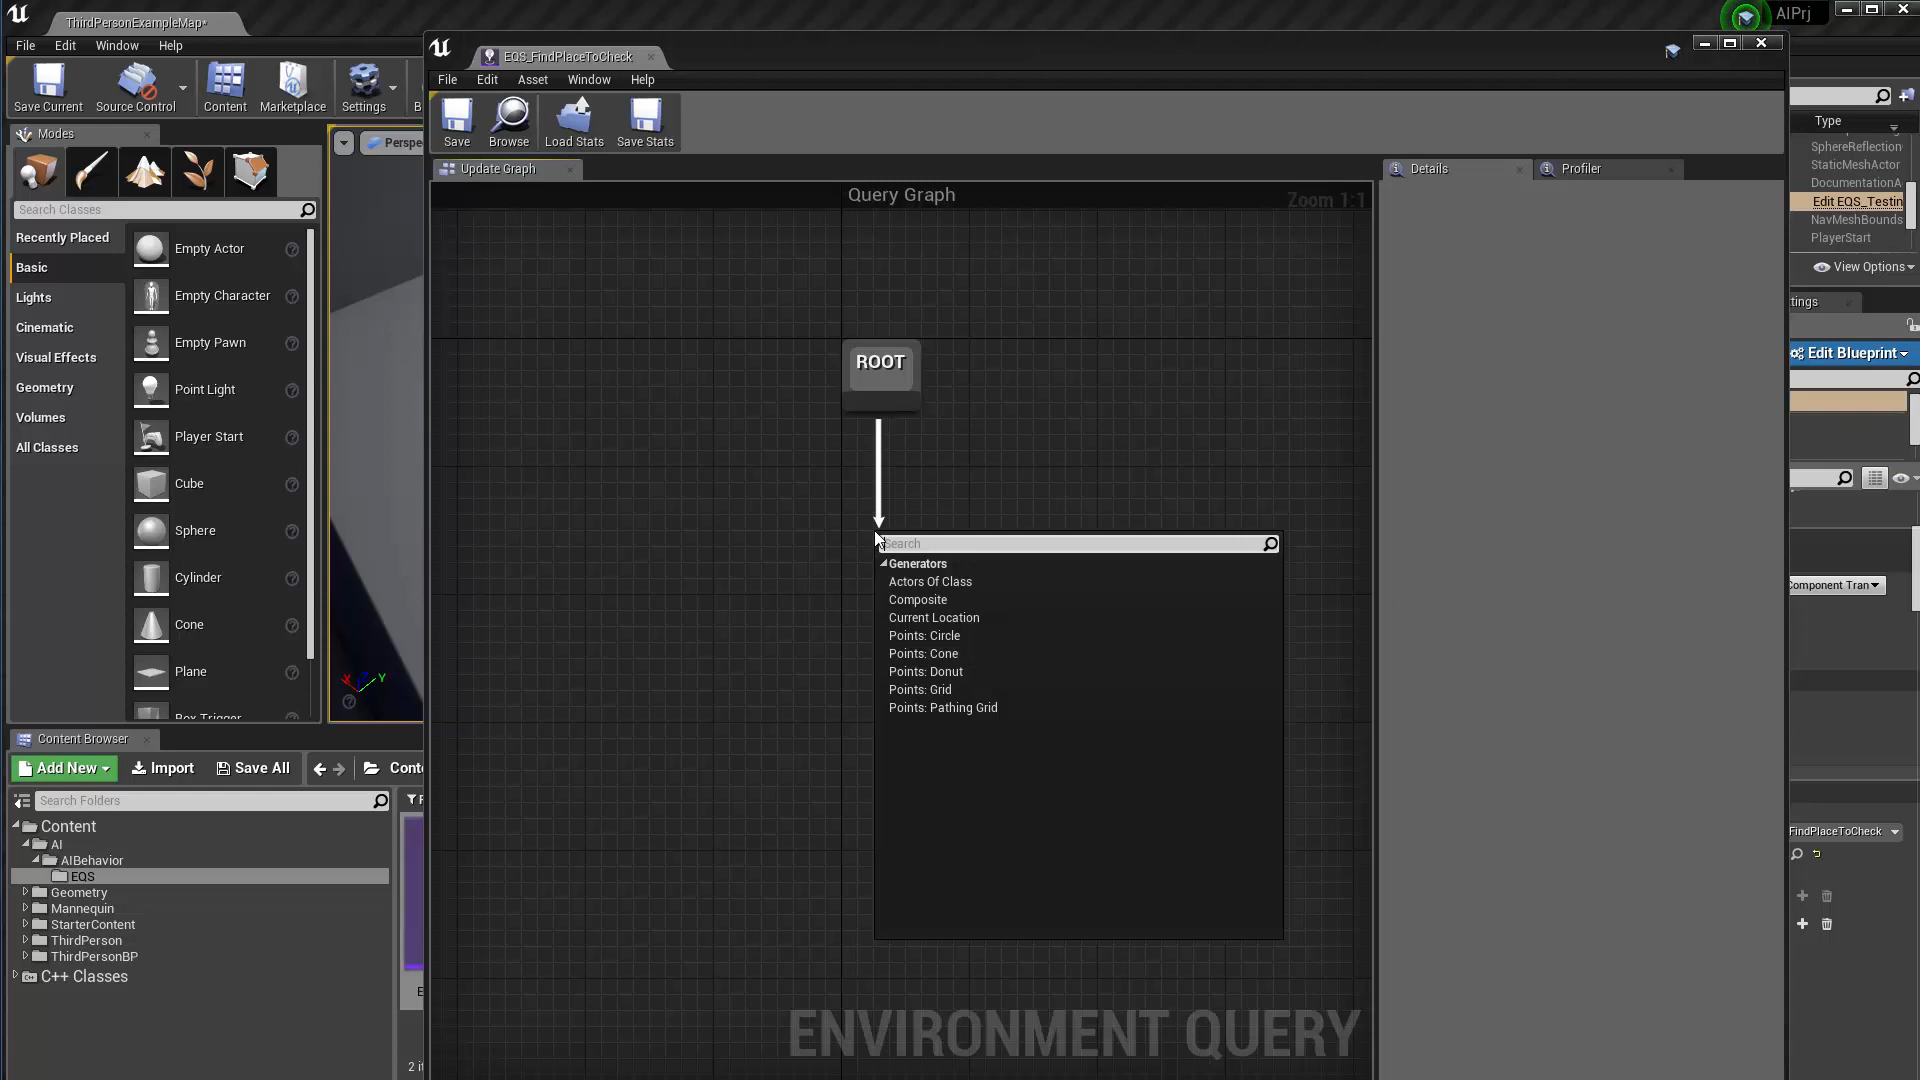 ThirdPersonExampleMap*
AIPrj
File Edit Window Help
EQS_FindPlaceToCheck
File Edit Asset Window Help
Save Current
Source Control
Content
Marketplace
Settings
Save
Browse
Load Stats
Save Stats
Modes
Perspe
Search Classes
Recently Placed
Basic
Lights
Cinematic
Visual Effects
Geometry
Volumes
All Classes
Empty Actor
Empty Character
Empty Pawn
Point Light
Player Start
Cube
Sphere
Cylinder
Cone
Plane
Box Trigger
X
Y
Update Graph
Query Graph
Zoom 1:1
ROOT
Search
Generators
Actors Of Class
Composite
Current Location
Points: Circle
Points: Cone
Points: Donut
Points: Grid
Points: Pathing Grid
ENVIRONMENT QUERY
Details
Profiler
Type
SphereReflection
StaticMeshActor
DocumentationA
Edit EQS_Testin
NavMeshBounds
PlayerStart
View Options
tings
Edit Blueprint
Component Tran
FindPlaceToCheck
Content Browser
Add New
Import
Save All
Conte
Search Folders
Content
AI
AIBehavior
EQS
Geometry
Mannequin
StarterContent
ThirdPerson
ThirdPersonBP
C++ Classes
2 it